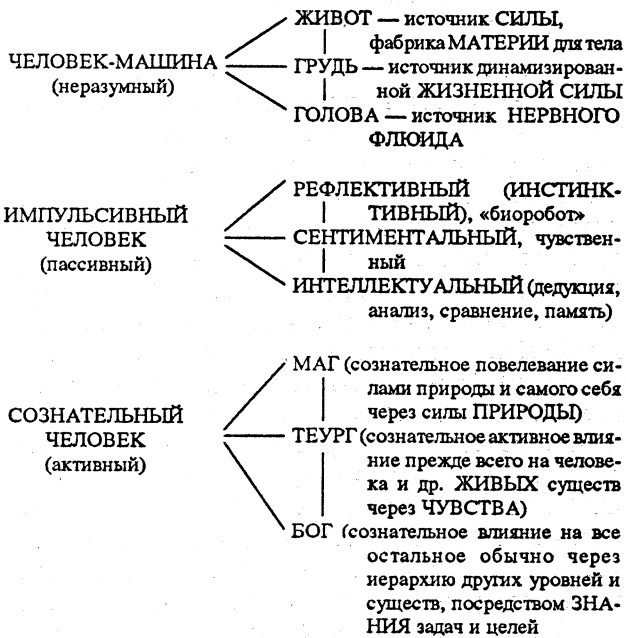 ЖИВОТ — источник СИЛЫ,
фабрика МАТЕРИИ для тела
ЧЕЛОВЕК-МАШИНА
(неразумный)
ГРУДЬ — источник динамизирован-
ной ЖИЗНЕННОЙ СИЛЫ
ГОЛОВА — источник НЕРВНОГО
ФЛЮИДА
РЕФЛЕКТИВНЫЙ (ИНСТИНК-
ТИВНЫЙ), «биоробот»
ИМПУЛЬСИВНЫЙ
ЧЕЛОВЕК
(пассивный)
СЕНТИМЕНТАЛЬНЫЙ, чувствен-
ный
ИНТЕЛЛЕКТУАЛЬНЫЙ (дедукция,
анализ, сравнение, память)
МАГ (сознательное повелевание си-
лами природы и самого себя
через силы ПРИРОДЫ)
СОЗНАТЕЛЬНЫЙ
ЧЕЛОВЕК
(активный)
ТЕУРГ (сознательное активное влия-
ние прежде всего на челове-
ка и др. ЖИВЫХ существ
через ЧУВСТВА)
БОГ (сознательное влияние на все
остальное обычно через
иерархию других уровней и
существ, посредством ЗНА-
НИЯ задач и целей